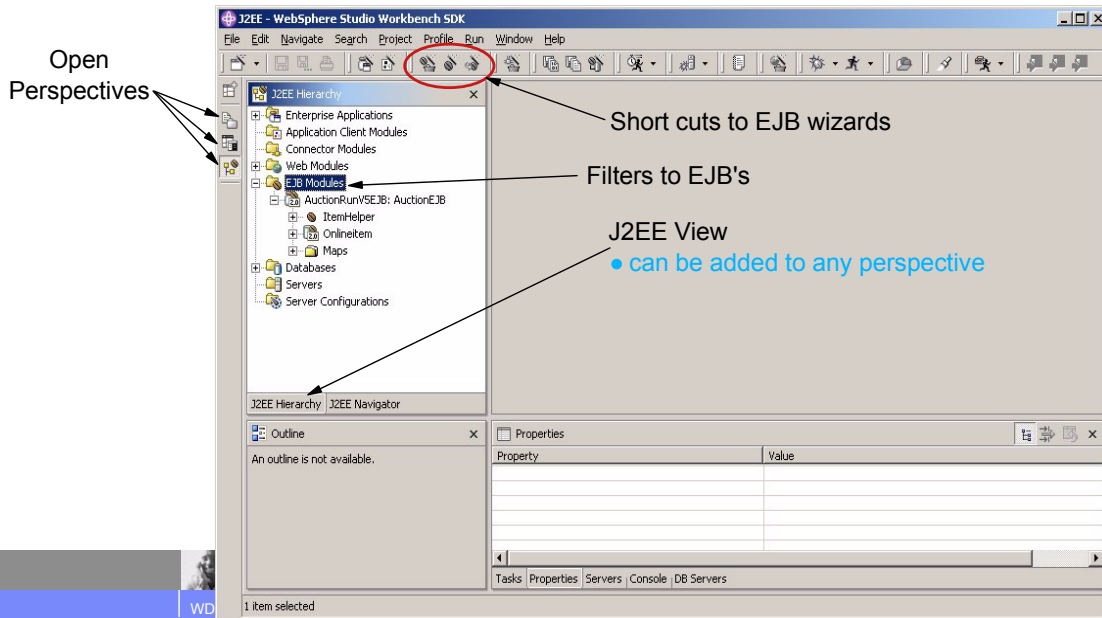 J2EE - WebSphere Studio Workbench SDK
File Edit Navigate Search Project Profile Run Window Help
Open
Perspectives
J2EE Hierarchy
Enterprise Applications
Application Client Modules
Connector Modules
Web Modules
EJB Modules
AuctionRunV5EJB: AuctionEJB
ItemHelper
2.0 Onlineitem
Maps
Databases
Servers
Server Configurations
Short cuts to EJB wizards
Filters to EJB's
J2EE View
● can be added to any perspective
J2EE Hierarchy J2EE Navigator
Outline
An outline is not available.
Properties
Property Value
Tasks Properties Servers Console DB Servers
WD
1 item selected